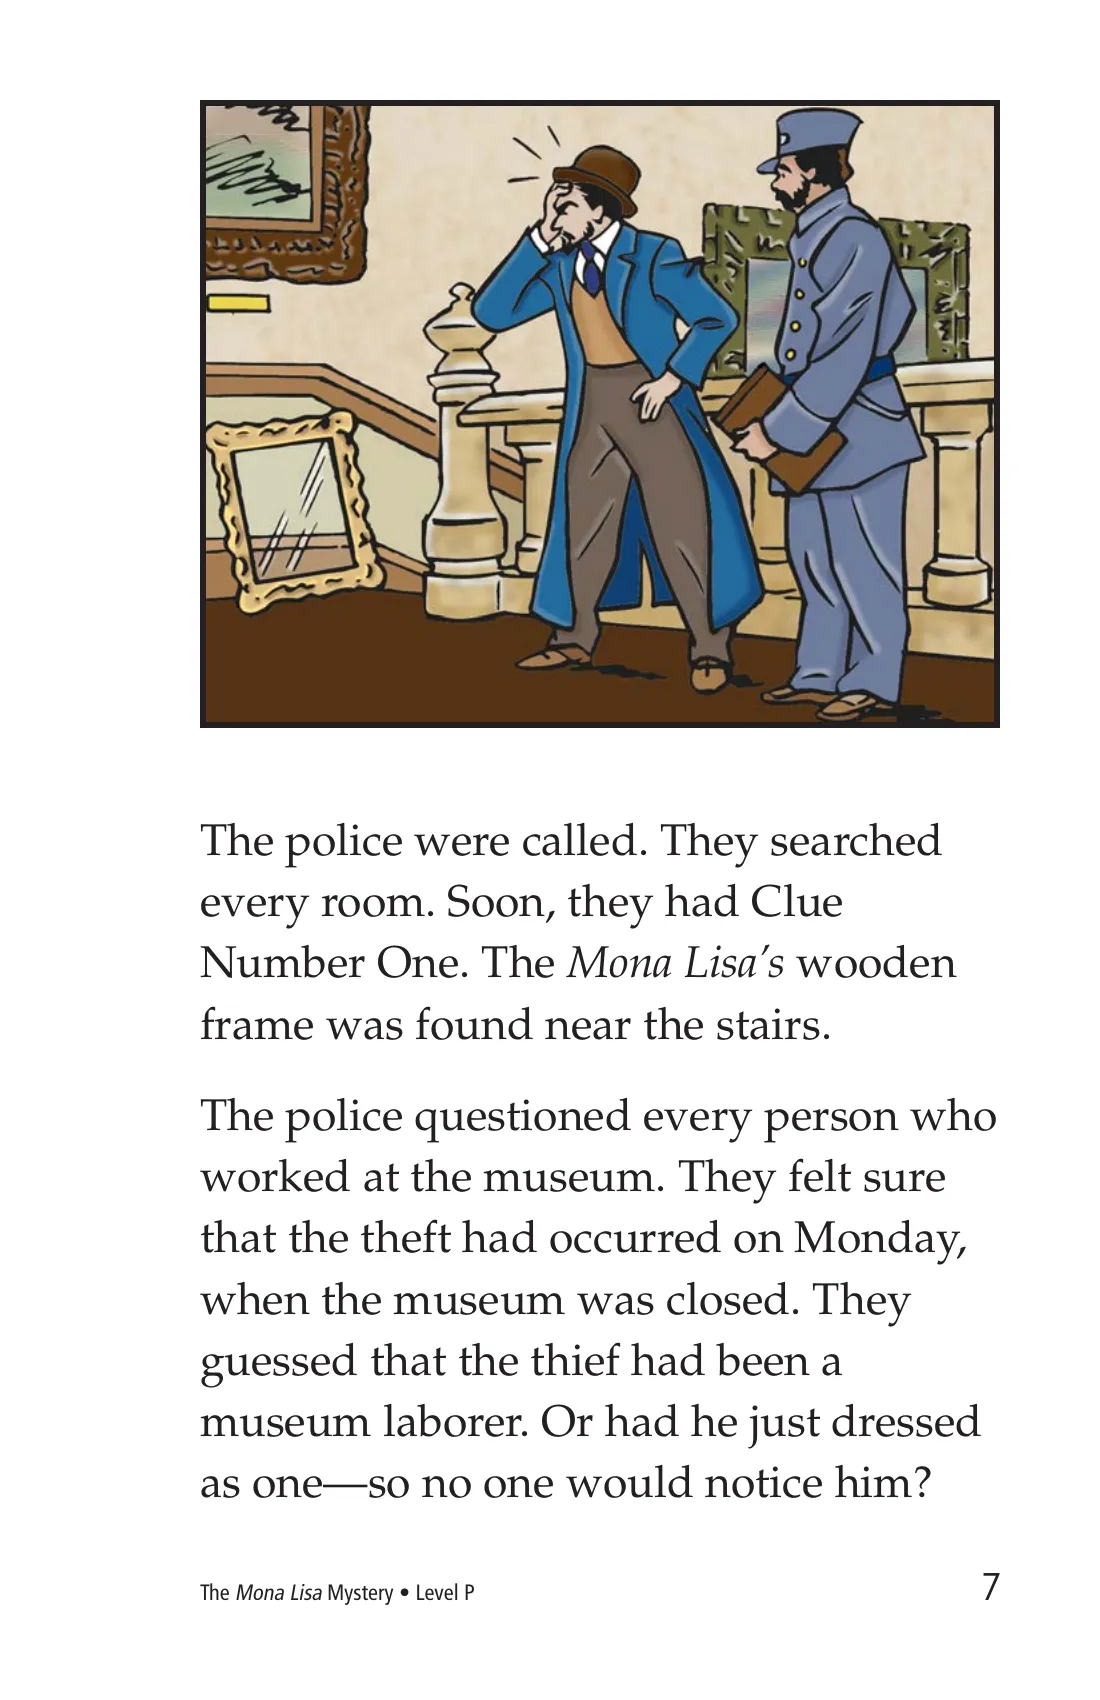 The police were called. They searched
every room. Soon, they had Clue
Number One. The Mona Lisa’s wooden
frame was found near the stairs.
The police questioned every person who
worked at the museum. They felt sure
that the theft had occurred on Monday,
when the museum was closed. They
guessed that the thief had been a
museum laborer. Or had he just dressed
as one—so no one would notice him?
The Mona Lisa Mystery • Level P 7